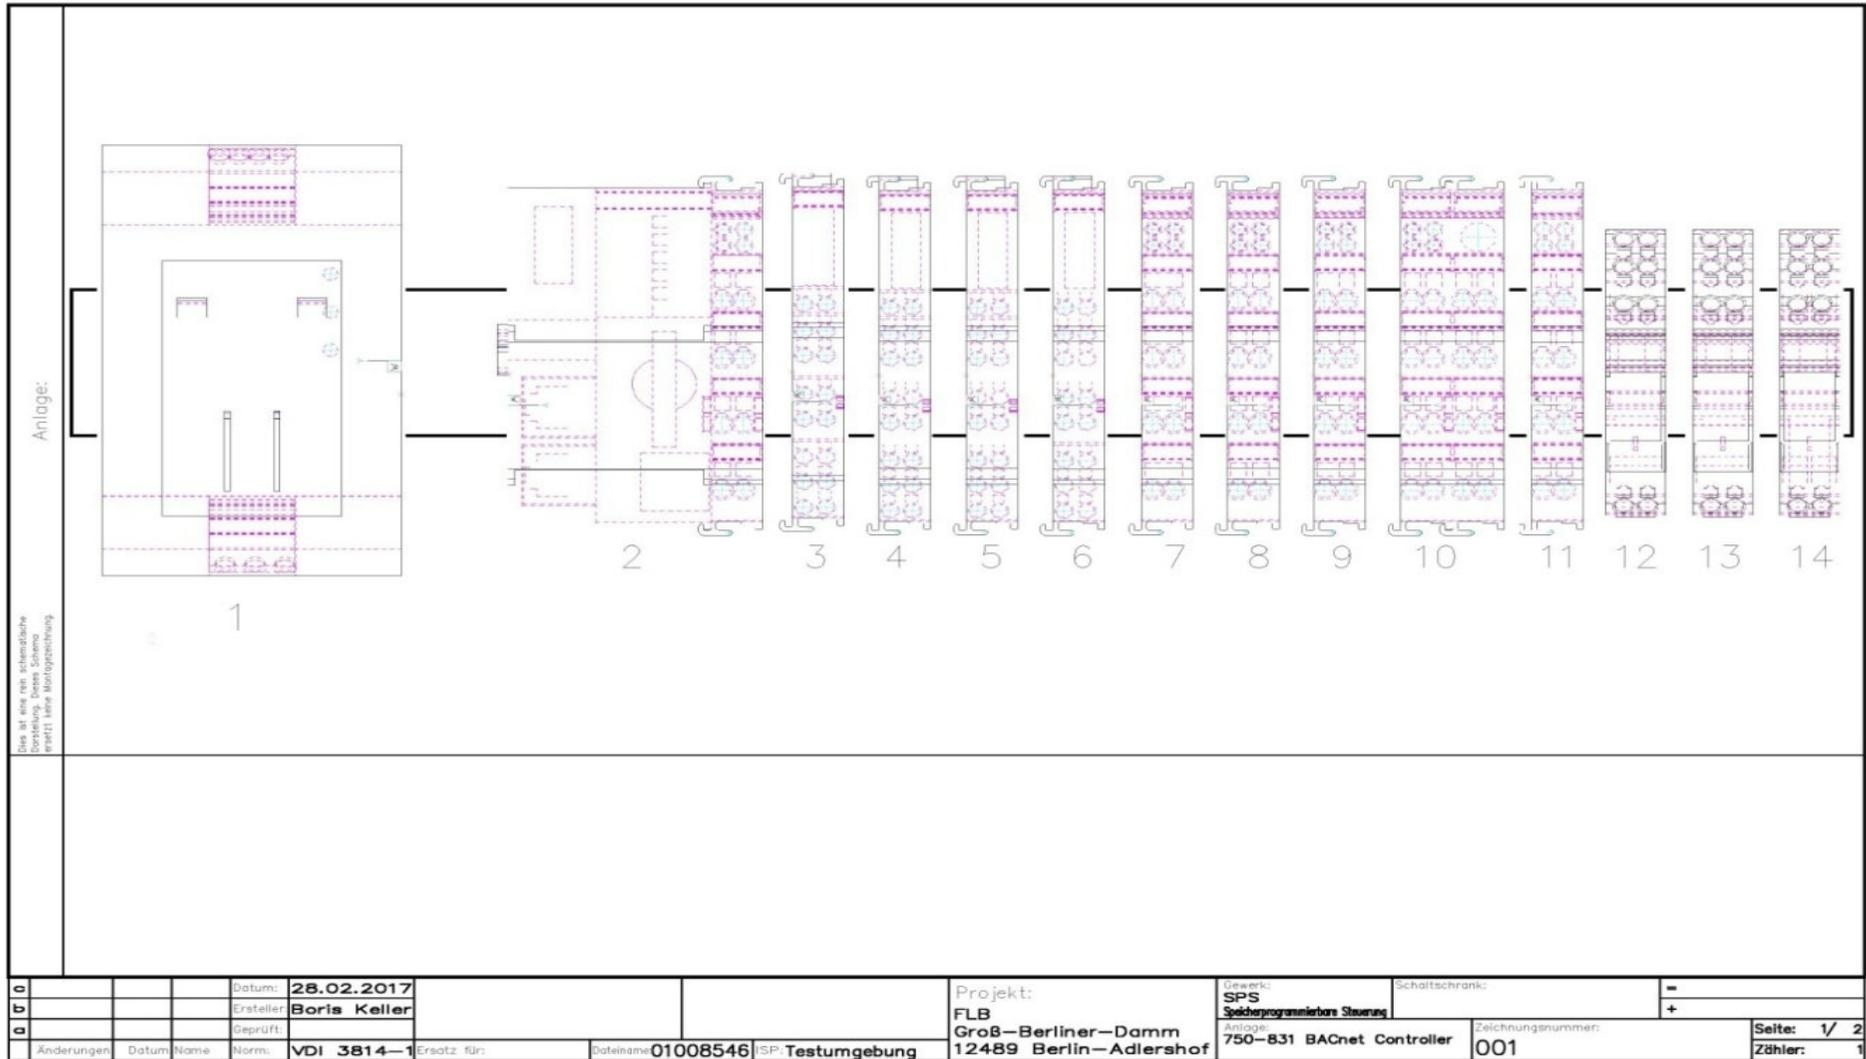 Anlage:
Dies ist eine rein schematische
Darstellung. Dieses Schema
ersetzt keine Montagezeichnung.
1
2
3
4
5
6
7
8
9
10
11
12
13
14
c
b
a
Änderungen
Datum
Name
Datum:
28.02.2017
Ersteller:
Boris Keller
Geprüft:
Norm:
VDI 3814-1
Ersatz für:
Dateiname:
01008546
ISP:
Testumgebung
Projekt:
FLB
Groß-Berliner-Damm
12489 Berlin-Adlershof
Gewerk:
SPS
Speicherprogrammierbare Steuerung
Anlage:
750-831 BACnet Controller
Schaltschrank:
Zeichnungsnummer:
001
=
+
Seite: 1/ 2
Zähler: 1